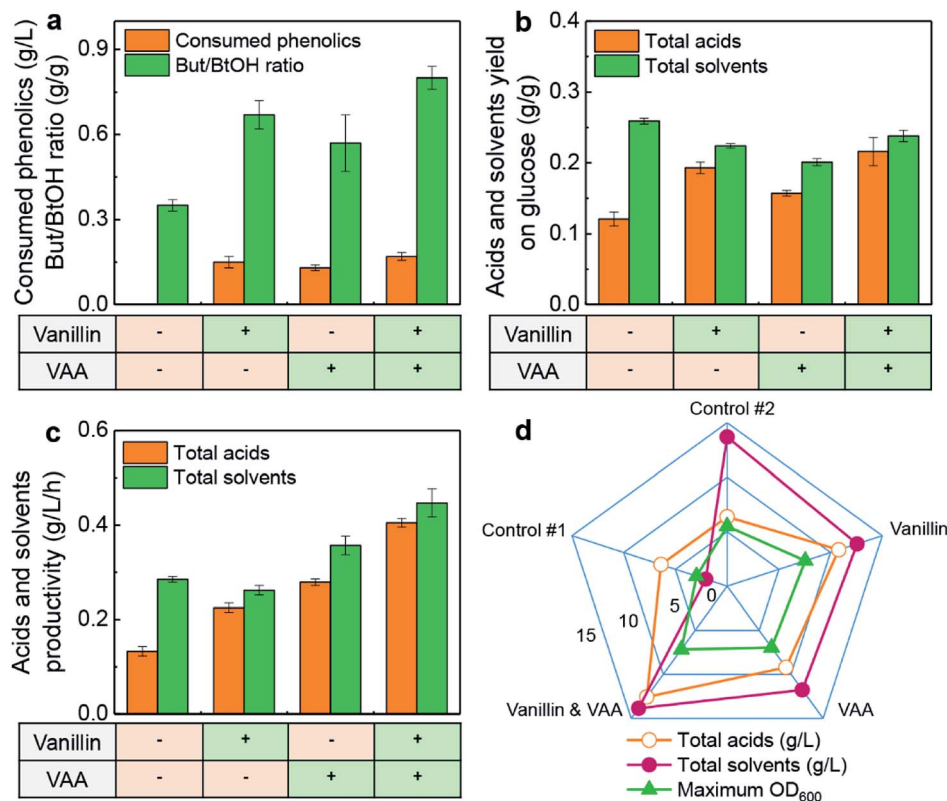 a
Consumed phenolics (g/L)
But/BtOH ratio (g/g)
0.9
0.6
0.3
0.0
Consumed phenolics
But/BtOH ratio
Vanillin - + - +
VAA - - + +
b
Acids and solvents yield
on glucose (g/g)
0.4
0.3
0.2
0.1
0.0
Total acids
Total solvents
Vanillin - + - +
VAA - - + +
c
Acids and solvents
productivity (g/L/h)
0.6
0.4
0.2
0.0
Total acids
Total solvents
Vanillin - + - +
VAA - - + +
d
Control #2
Control #1
Vanillin
0
5
10
15
Vanillin & VAA
VAA
Total acids (g/L)
Total solvents (g/L)
Maximum OD600